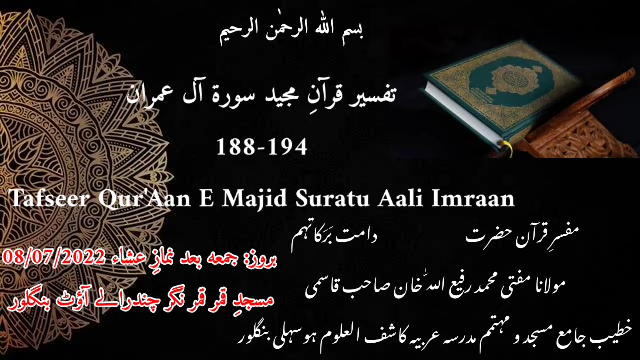 بسم اللہ الرحمٰن الرحیم
تفسیر قرآنِ مجید سورۃ آل عمران
188-194
Tafseer Qur'Aan E Majid Suratu Aali Imraan
مفسرِ قرآن حضرت دامت بَرَکاتہم
بروز: جمعہ بعد نمازِ عشاء 08/07/2022
مولانا مفتی محمد رفیع اللہ خان صاحب قاسمی
مسجدِ قمر قمر نگر چندرالے آؤٹ بنگلور
خطیب جامع مسجد و مہتمم مدرسہ عربیہ کاشف العلوم ہوسہلی بنگلور